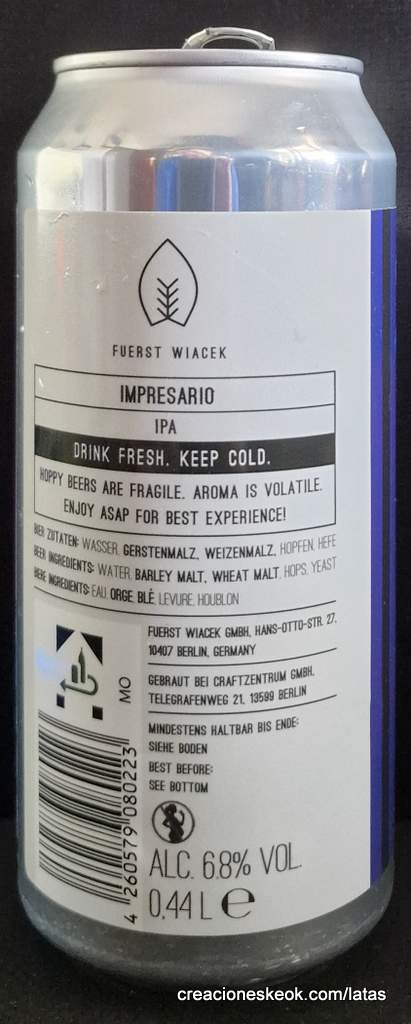 FUERST WIACEK
IMPRESARIO
IPA
DRINK FRESH. KEEP COLD.
HOPPY BEERS ARE FRAGILE. AROMA IS VOLATILE.
ENJOY ASAP FOR BEST EXPERIENCE!
BIER ZUTATEN: WASSER, GERSTENMALZ, WEIZENMALZ, HOPFEN, HEFE
BEER INGREDIENTS: WATER, BARLEY MALT, WHEAT MALT, HOPS, YEAST
BIÈRE INGREDIENTS: EAU, ORGE, BLÉ, LEVURE, HOUBLON
FUERST WIACEK GMBH, HANS-OTTO-STR. 27,
10407 BERLIN, GERMANY
GEBRAUT BEI CRAFTZENTRUM GMBH,
TELEGRAFENWEG 21, 13599 BERLIN
MINDESTENS HALTBAR BIS ENDE:
SIEHE BODEN
BEST BEFORE:
SEE BOTTOM
MO
4 260579 080223
ALC. 6.8% VOL.
0,44 L e
creacioneskeok.com/latas